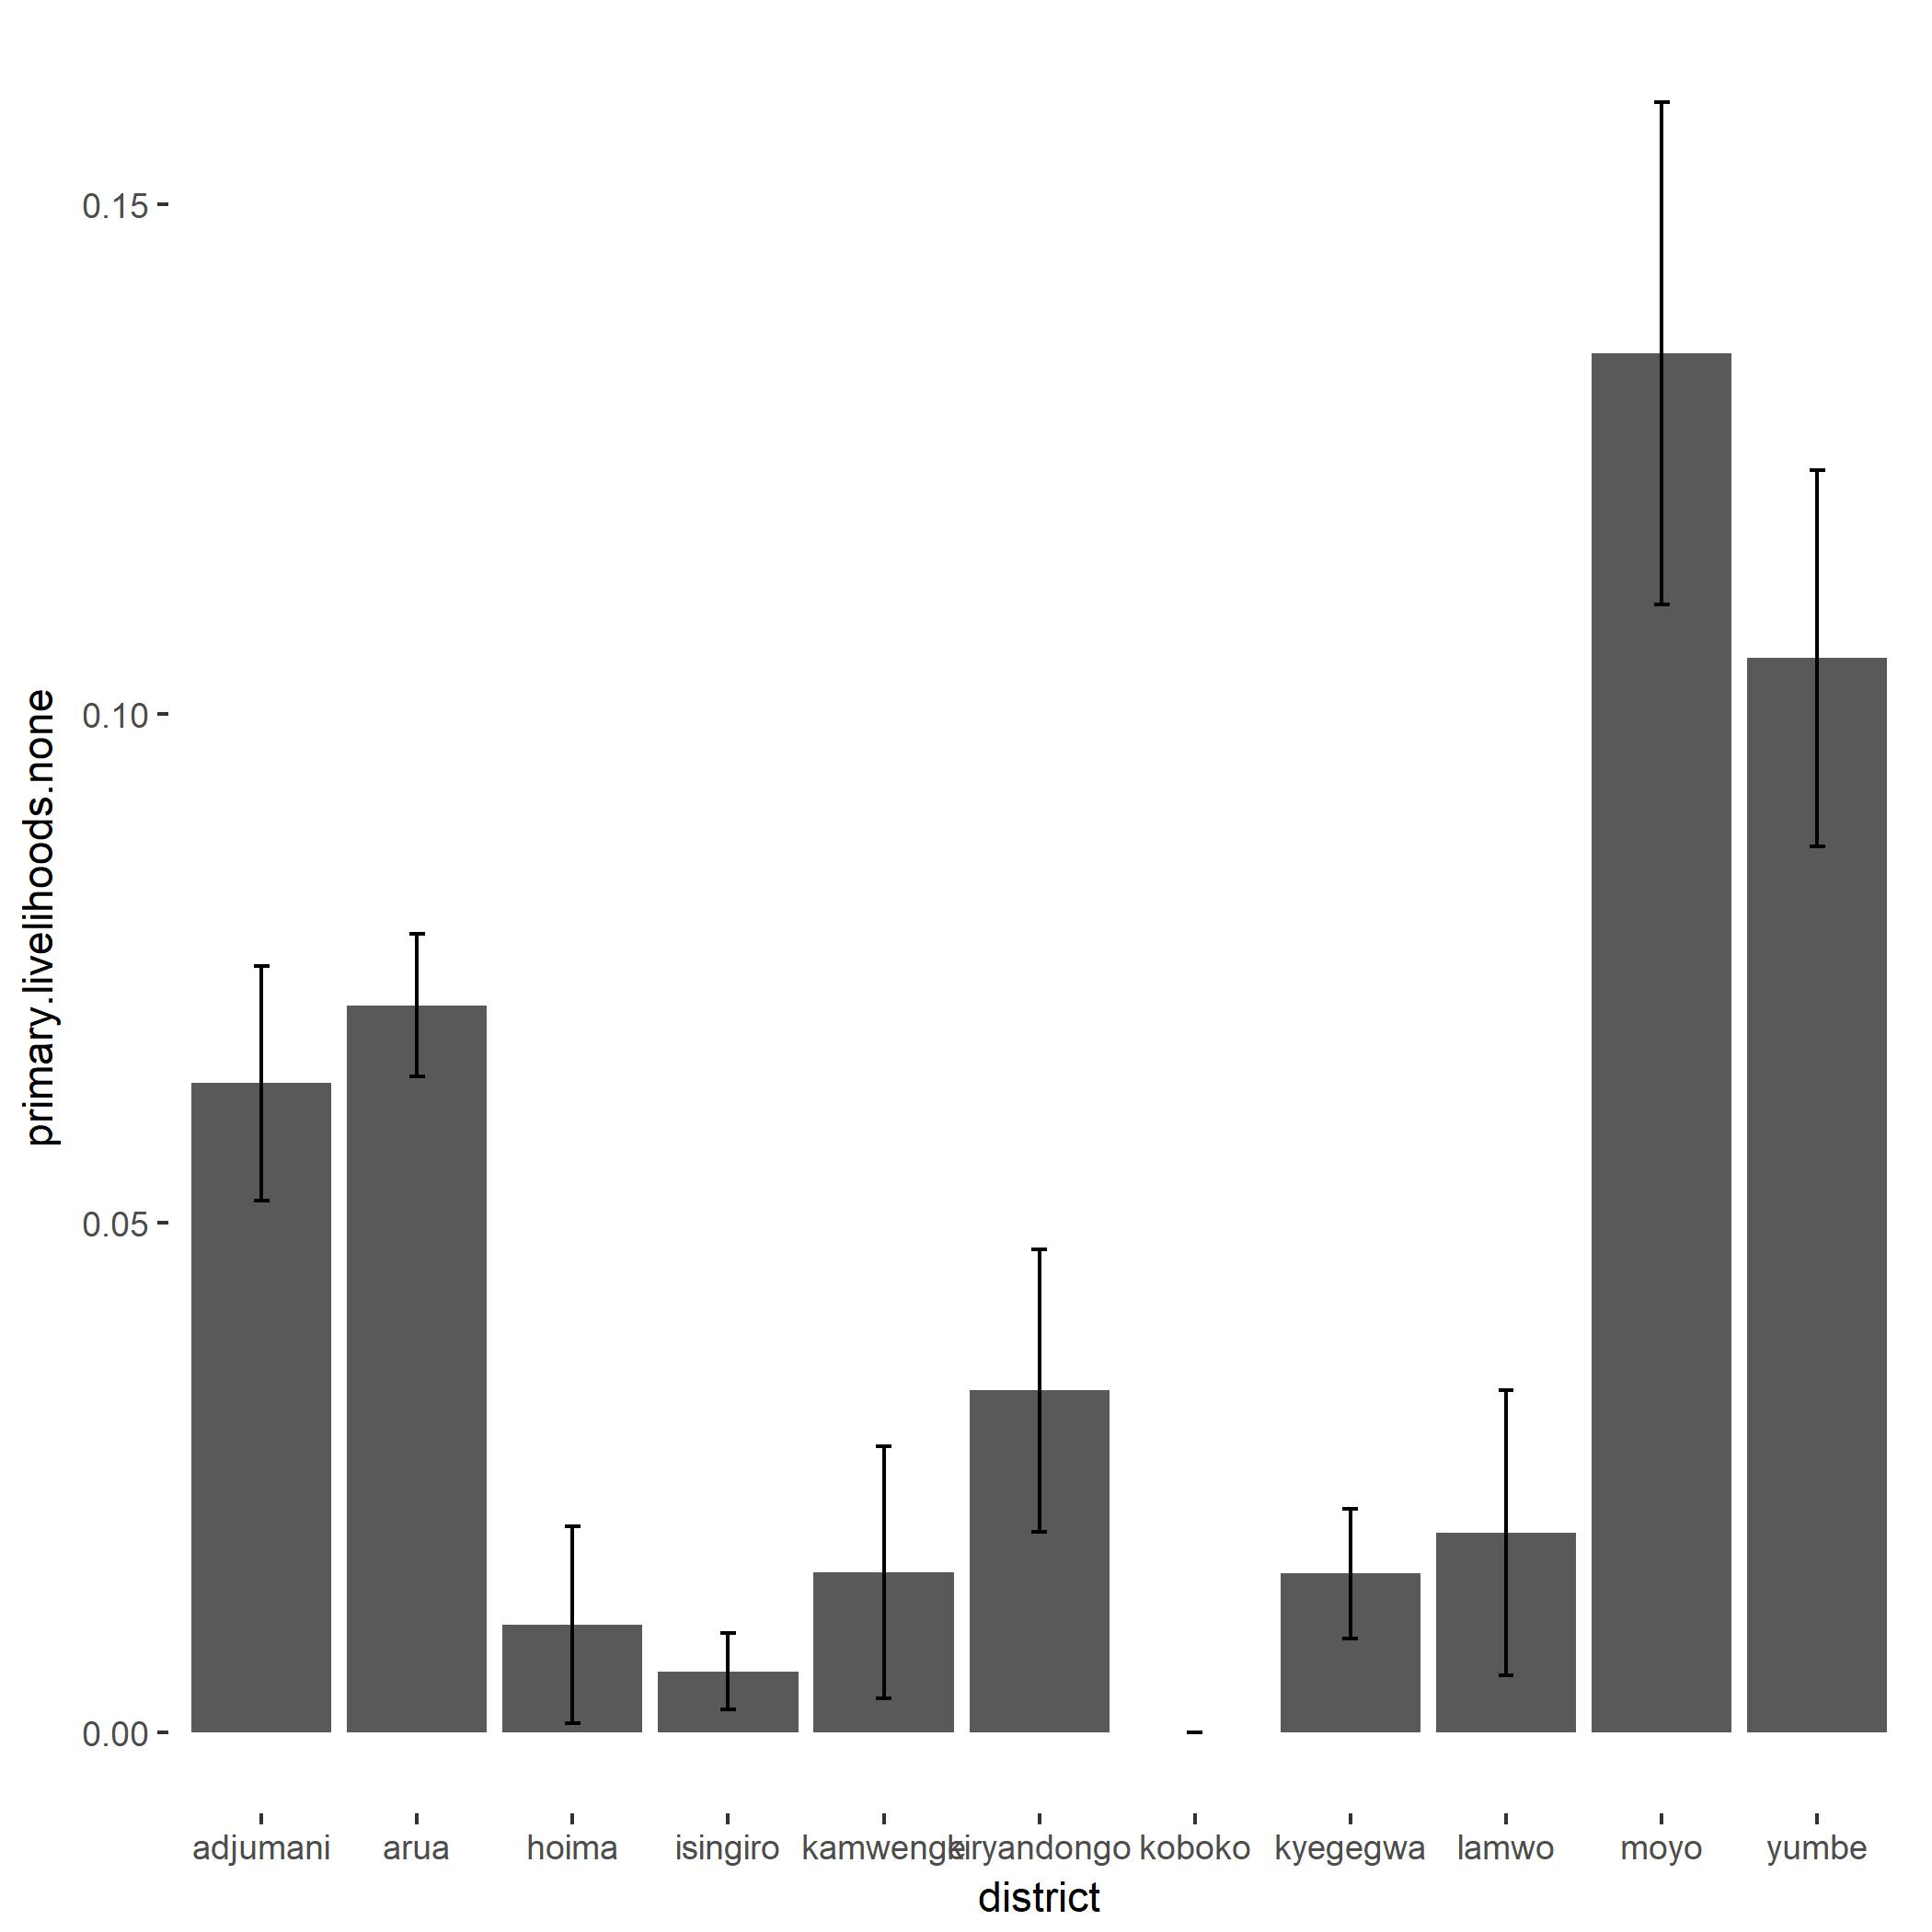 primary.livelihoods.none
0.15
0.10
0.05
0.00
adjumani arua hoima isingiro kamwenge kiryandongo koboko kyegegwa lamwo moyo yumbe
district